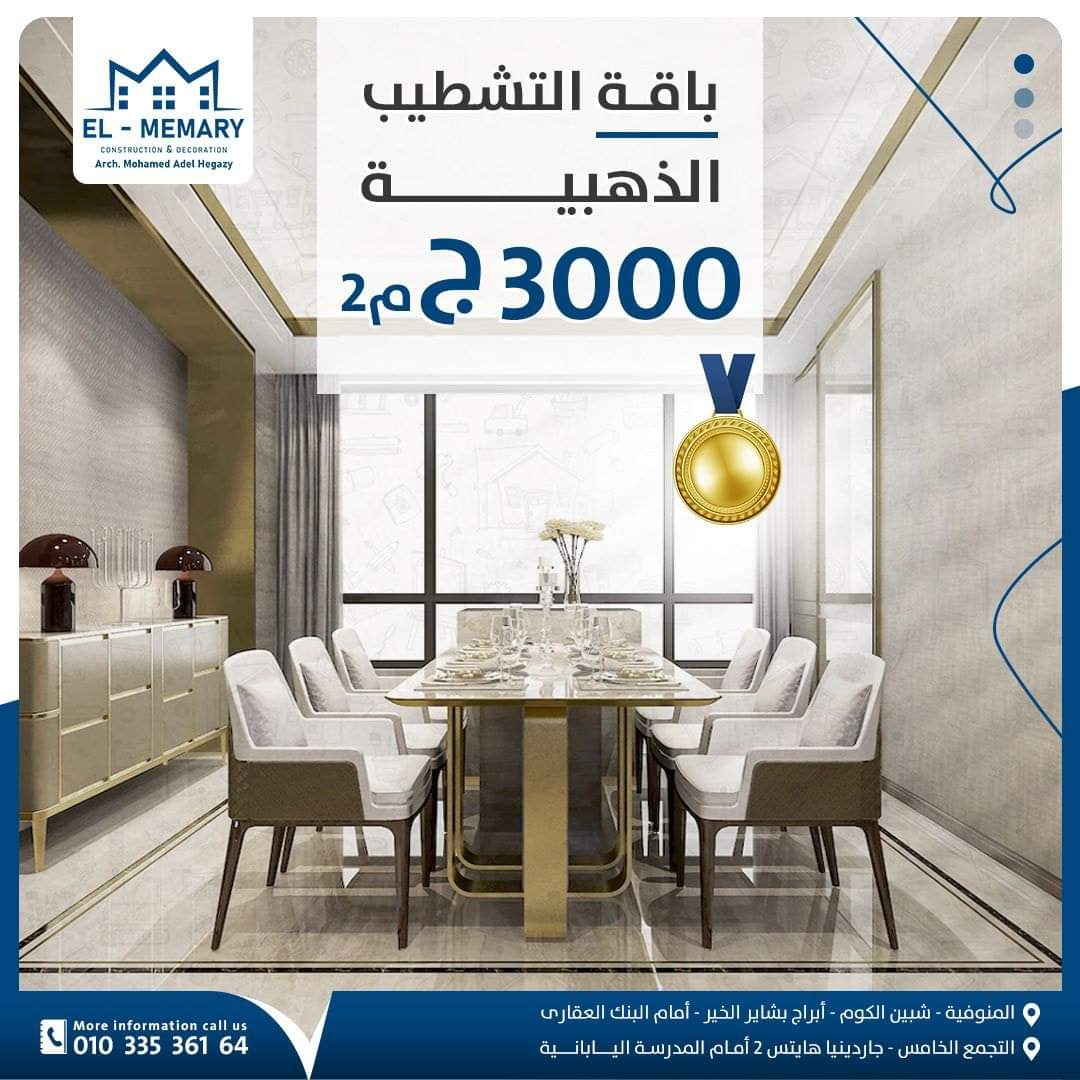 EL - MEMARY
CONSTRUCTION & DECORATION
Arch. Mohamed Adel Hegazy
باقة التشطيب
الذهبية
3000 ج م2
المنوفية - شبين الكوم - أبراج بشاير الخير - أمام البنك العقارى
التجمع الخامس - جاردينيا هايتس 2 أمام المدرسة اليابانية
More information call us
010 335 361 64